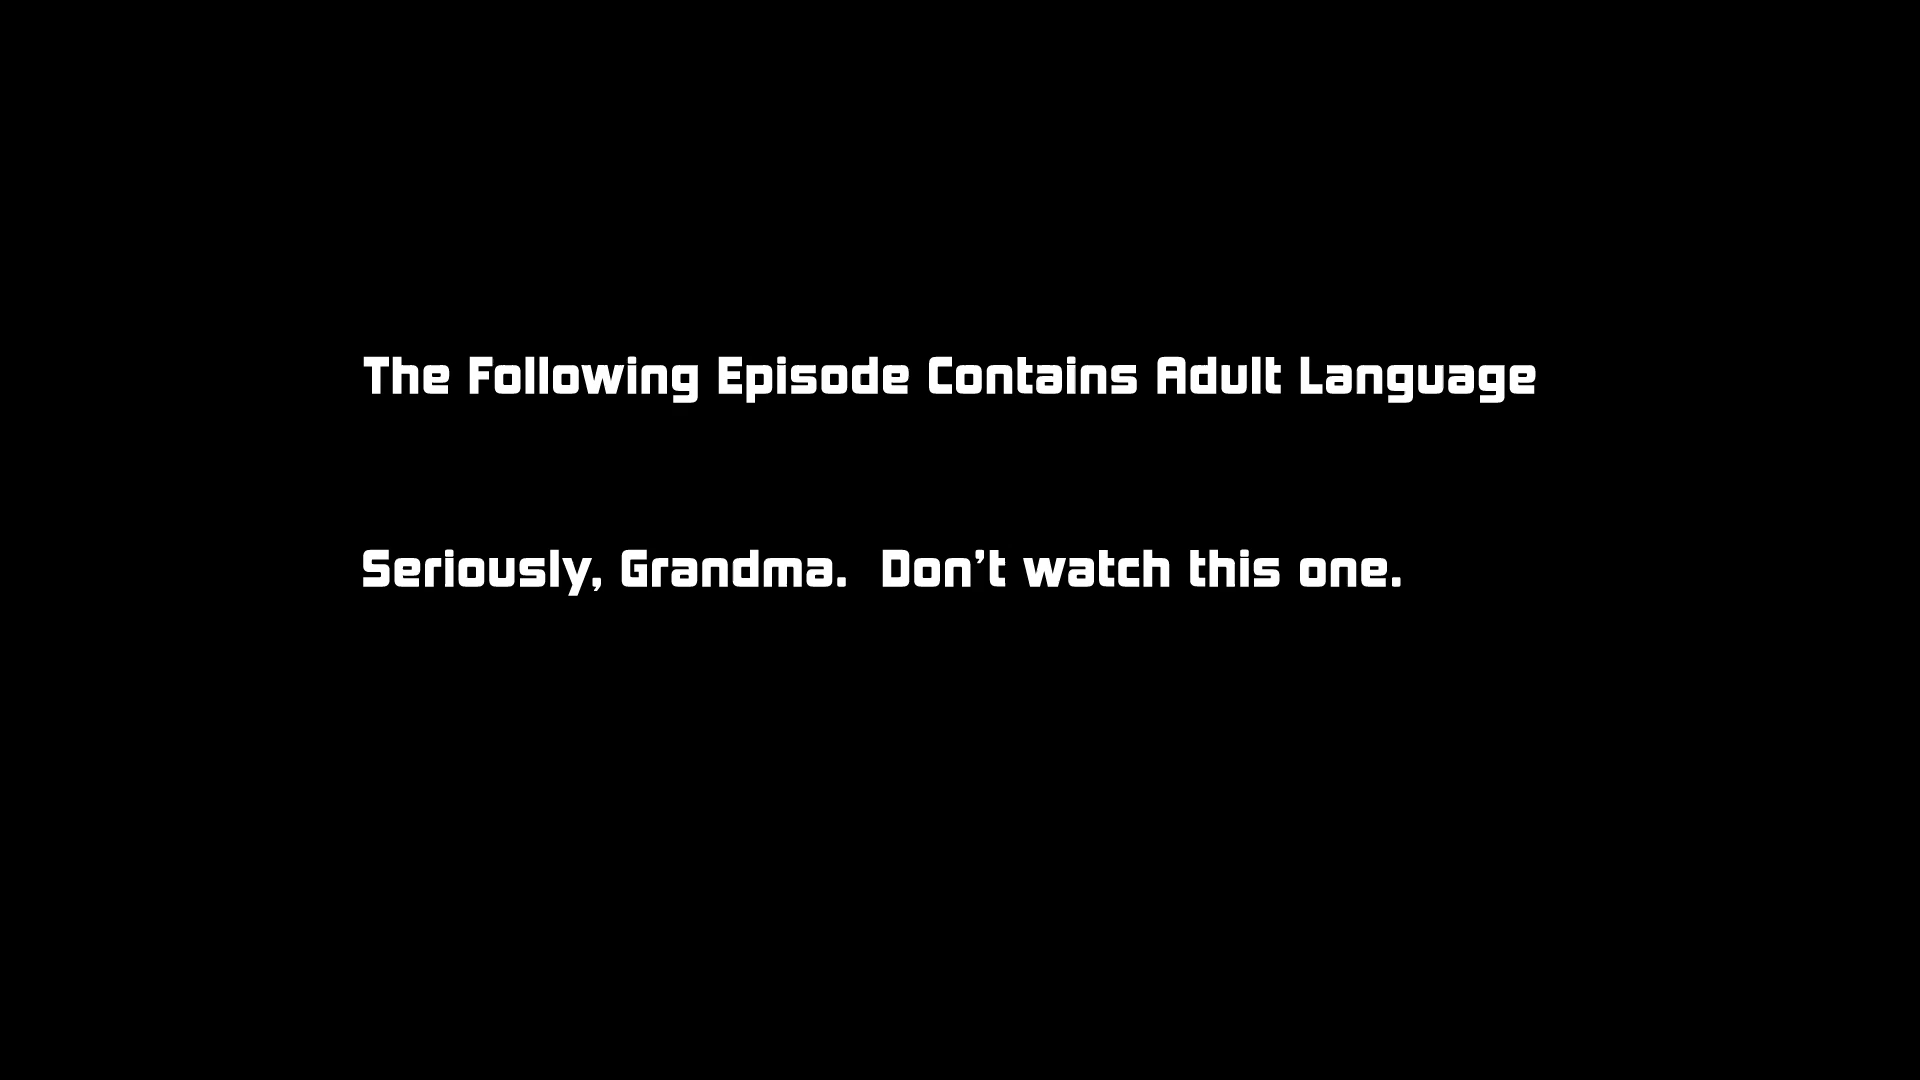 The Following Episode Contains Adult Language
Seriously, Grandma.  Don't watch this one.